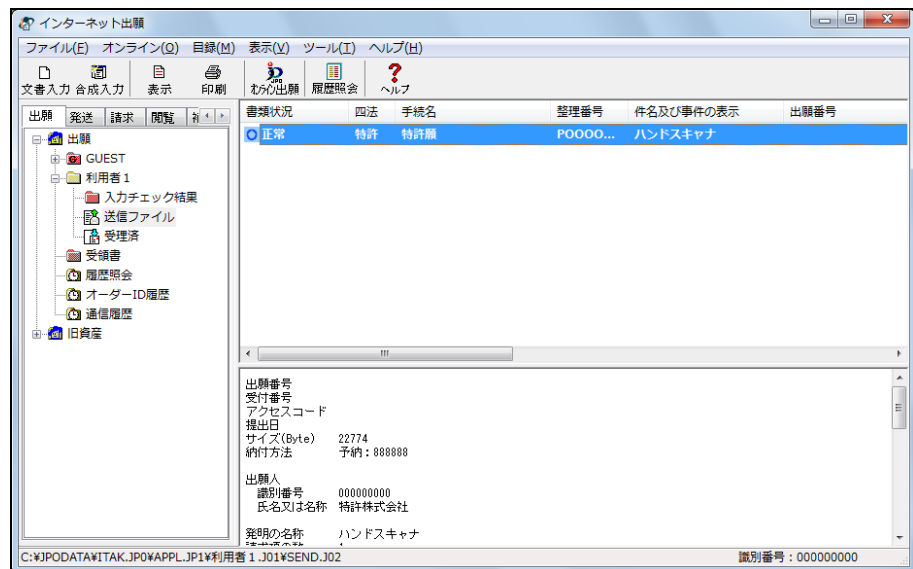 インターネット出願
ファイル(F) オンライン(O) 目録(M) 表示(V) ツール(T) ヘルプ(H)
文書入力 合成入力 表示 印刷 オンライン出願 履歴照会 ヘルプ
出願 発送 請求 閲覧
書類状況 四法 手続名 整理番号 件名及び事件の表示 出願番号
正常 特許 特許願 P0000... ハンドスキャナ
出願
GUEST
利用者1
入力チェック結果
送信ファイル
受理済
受領書
履歴照会
オーダーID履歴
通信履歴
旧資産
出願番号
受付番号
アクセスコード
提出日
サイズ(Byte) 22774
納付方法 予納:888888
出願人
識別番号 000000000
氏名又は名称 特許株式会社
発明の名称 ハンドスキャナ
C:¥JPODATA¥ITAK.JP0¥APPL.JP1¥利用者1.J01¥SEND.J02 識別番号:000000000